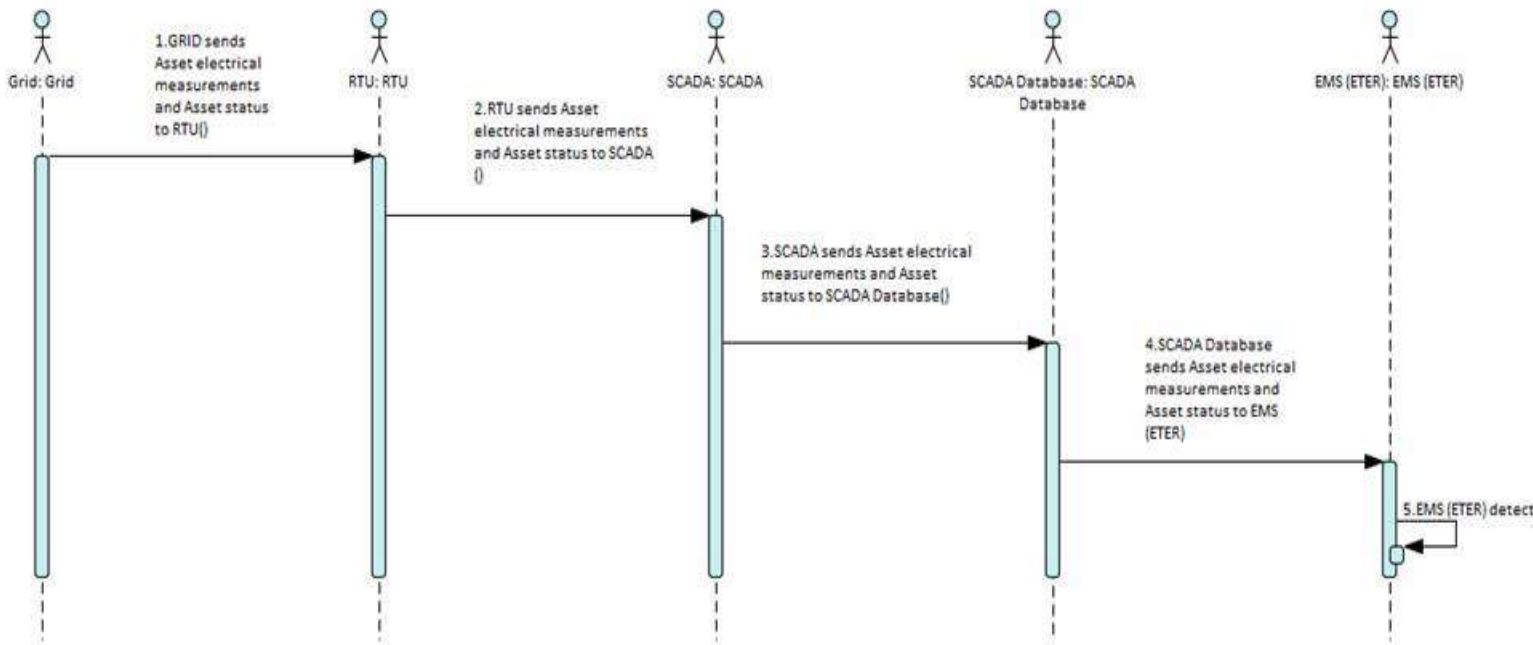 Grid: Grid
RTU: RTU
SCADA: SCADA
SCADA Database: SCADA
Database
EMS (ETER): EMS (ETER)
1.GRID sends
Asset electrical
measurements
and Asset status
to RTU()
2.RTU sends Asset
electrical measurements
and Asset status to SCADA
()
3.SCADA sends Asset electrical
measurements and Asset
status to SCADA Database()
4.SCADA Database
sends Asset electrical
measurements and
Asset status to EMS
(ETER)
5.EMS (ETER) detect